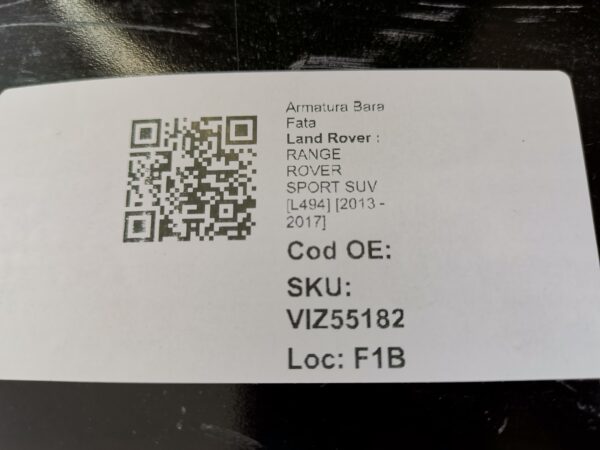 Armatura Bara
Fata
Land Rover :
RANGE
ROVER
SPORT SUV
[L494] [2013 -
2017]
Cod OE:
SKU:
VIZ55182
Loc: F1B